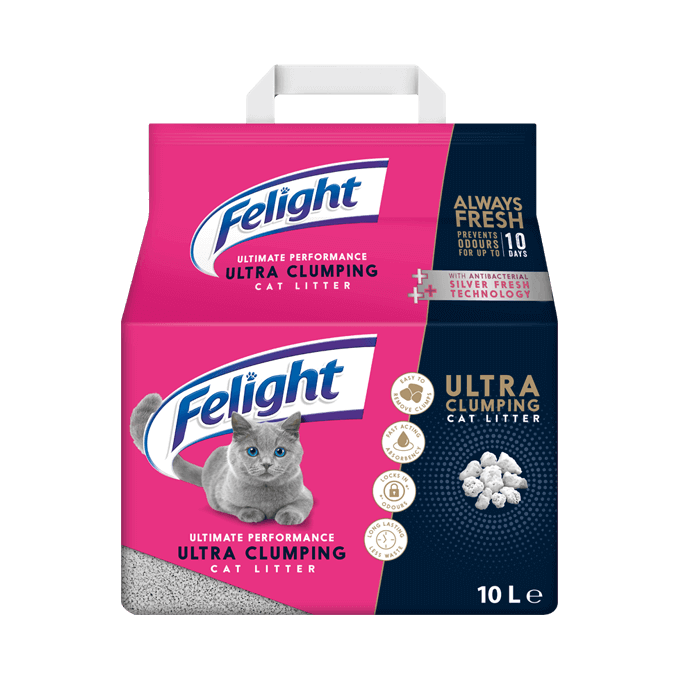 Felight
ULTIMATE PERFORMANCE
ULTRA CLUMPING
CAT LITTER
ALWAYS
FRESH
PREVENTS
ODOURS
FOR UP TO
10
DAYS
WITH ANTIBACTERIAL
SILVER FRESH
TECHNOLOGY
Felight
ULTIMATE PERFORMANCE
ULTRA CLUMPING
CAT LITTER
EASY TO
REMOVE CLUMPS
FAST ACTING
ABSORBENCY
LOCKS IN
ODOURS
LONG LASTING
LESS WASTE
ULTRA
CLUMPING
CAT LITTER
10 L e